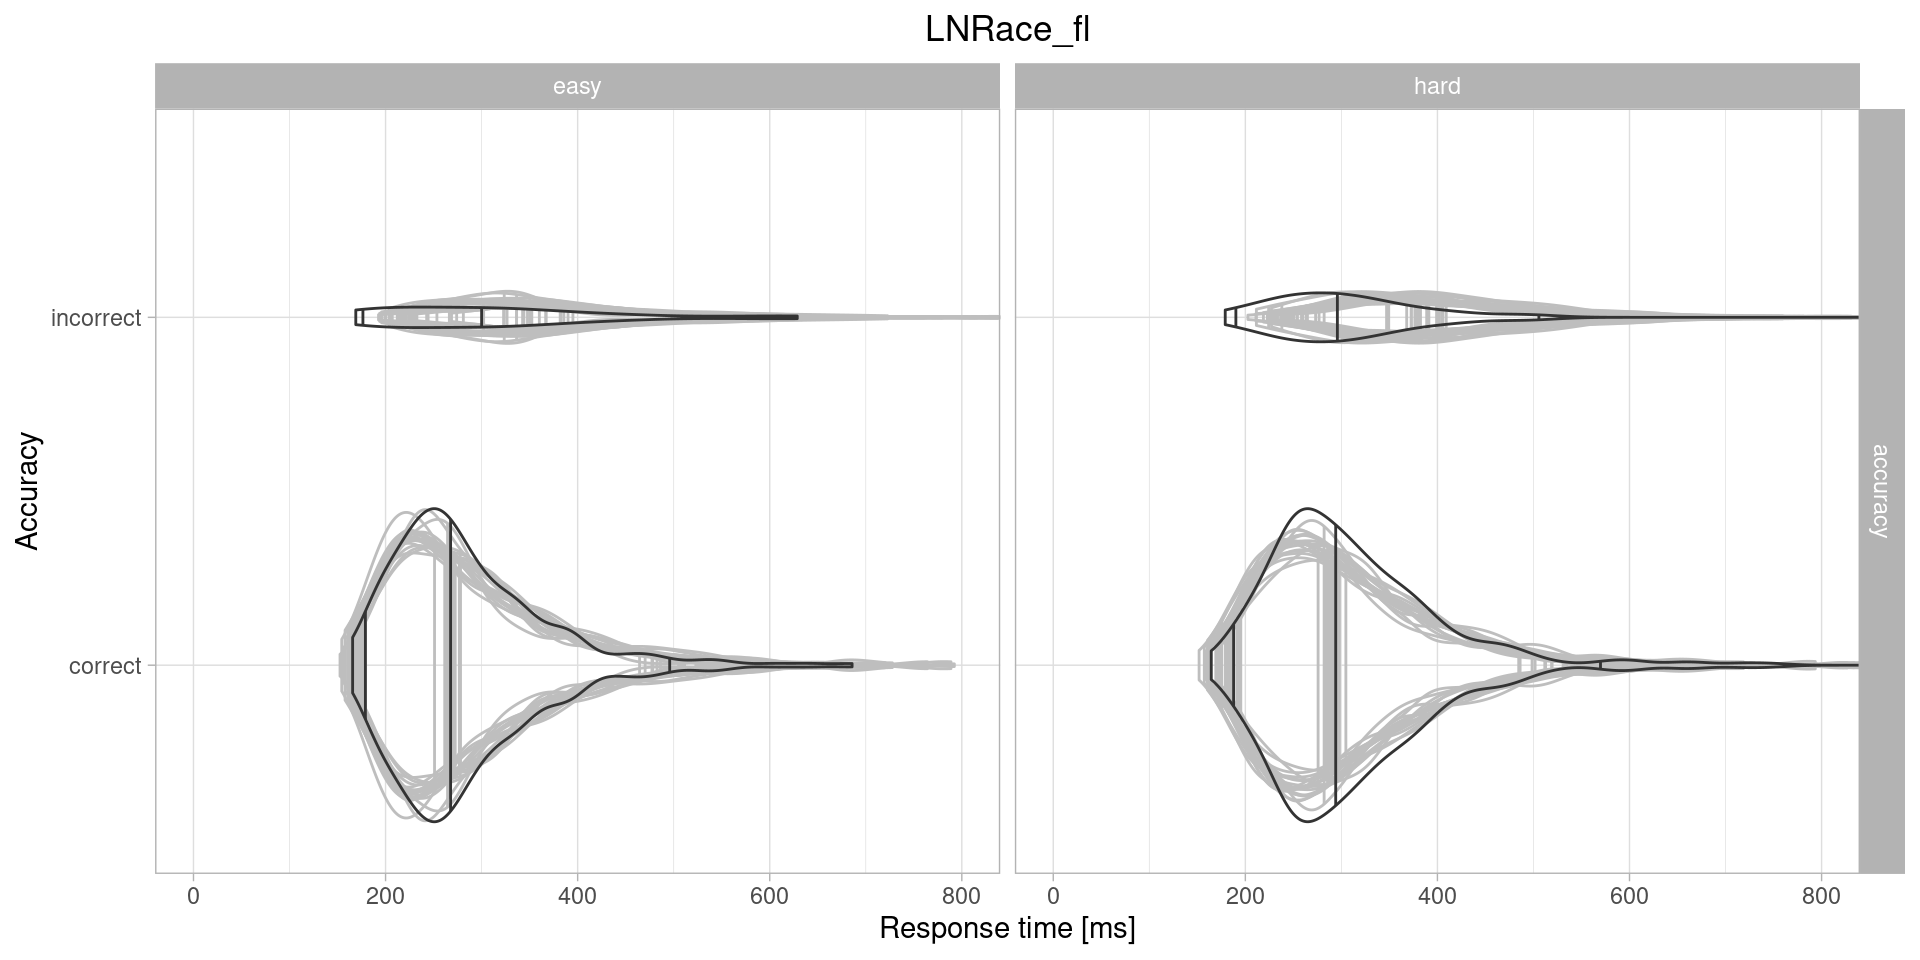 LNRace_fl
easy
hard
incorrect
correct
Accuracy
accuracy
0 200 400 600 800
0 200 400 600 800
Response time [ms]